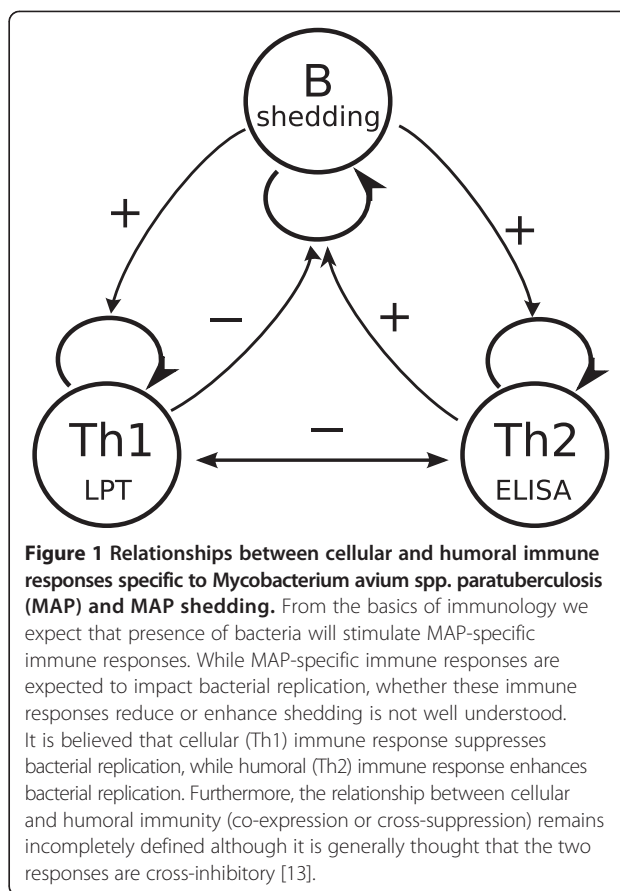 B
shedding
+
+
−
+
Th1
LPT
−
Th2
ELISA
Figure 1 Relationships between cellular and humoral immune
responses specific to Mycobacterium avium spp. paratuberculosis
(MAP) and MAP shedding. From the basics of immunology we
expect that presence of bacteria will stimulate MAP-specific
immune responses. While MAP-specific immune responses are
expected to impact bacterial replication, whether these immune
responses reduce or enhance shedding is not well understood.
It is believed that cellular (Th1) immune response suppresses
bacterial replication, while humoral (Th2) immune response enhances
bacterial replication. Furthermore, the relationship between cellular
and humoral immunity (co-expression or cross-suppression) remains
incompletely defined although it is generally thought that the two
responses are cross-inhibitory [13].